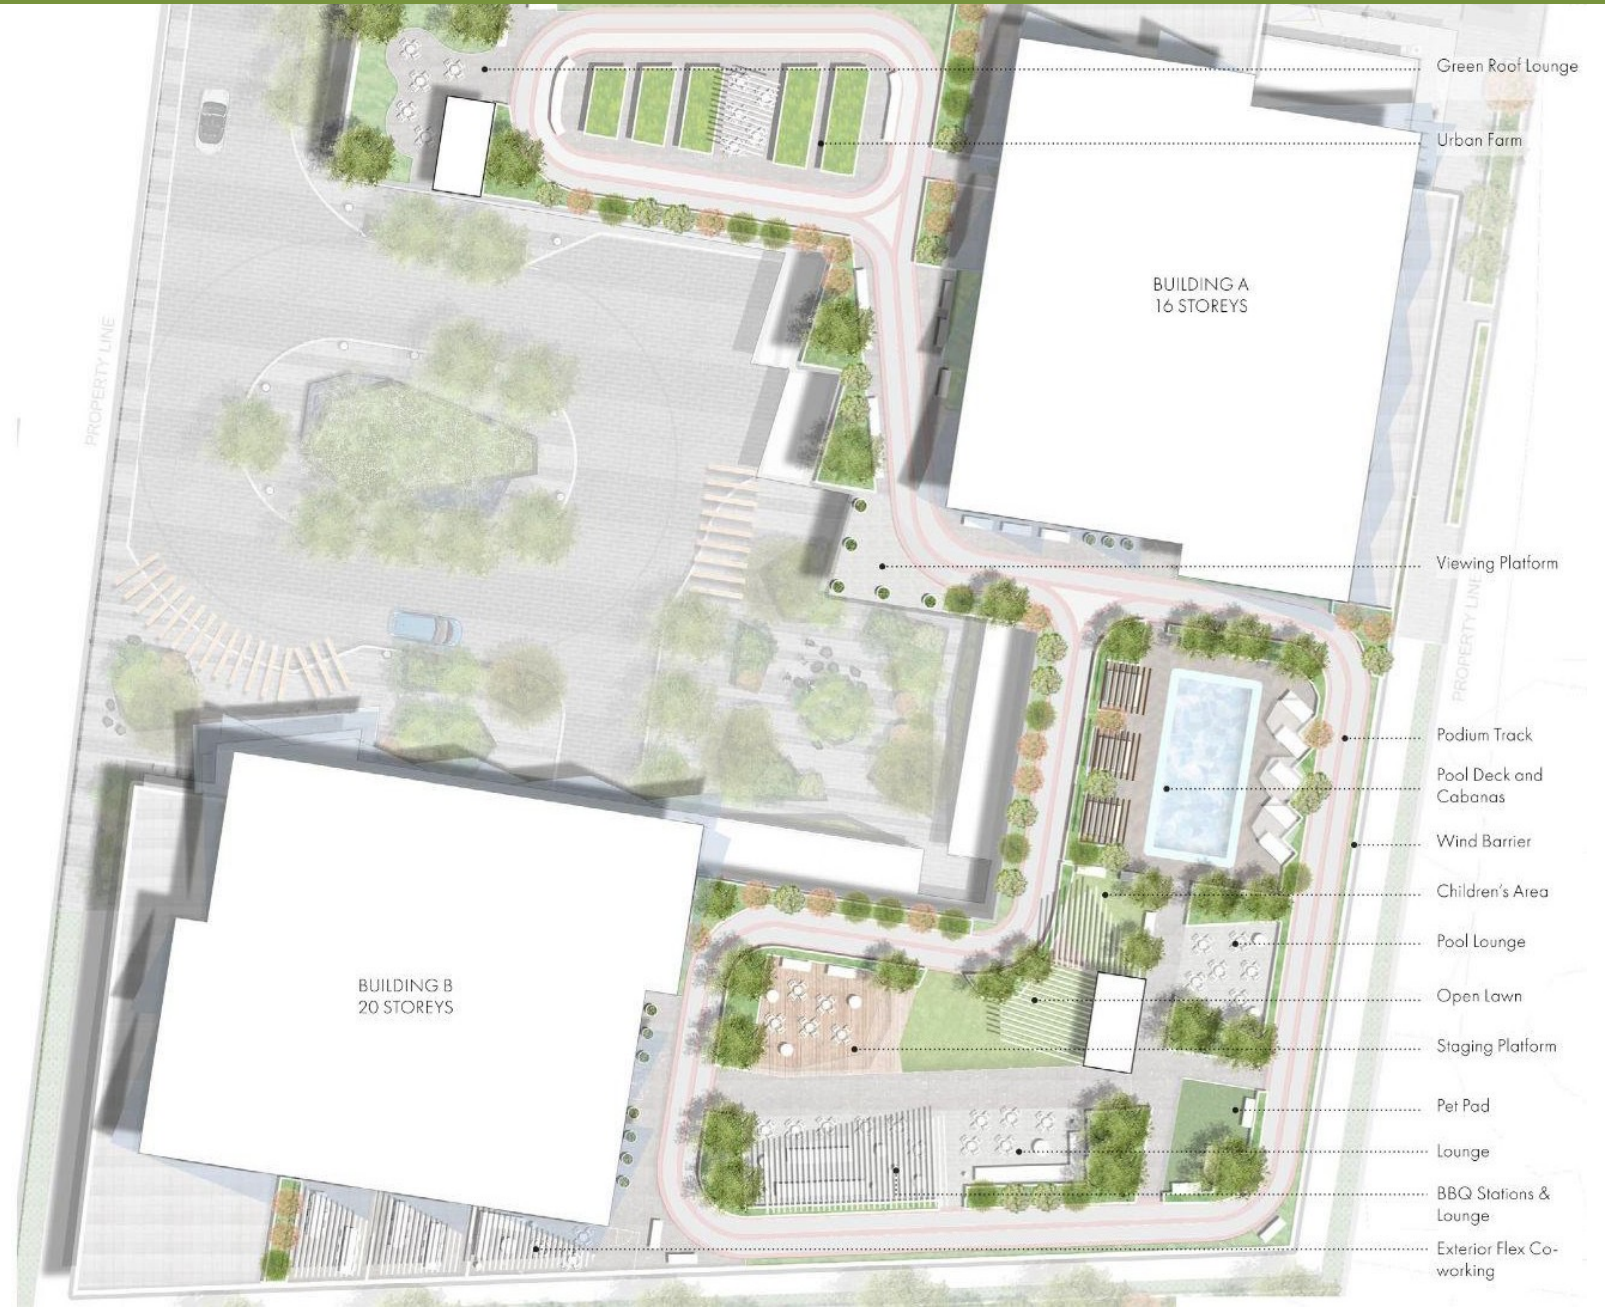 Green Roof Lounge
Urban Farm
BUILDING A
16 STOREYS
PROPERTY LINE
Viewing Platform
PROPERTY LINE
Podium Track
Pool Deck and
Cabanas
Wind Barrier
Children's Area
Pool Lounge
BUILDING B
20 STOREYS
Open Lawn
Staging Platform
Pet Pad
Lounge
BBQ Stations &
Lounge
Exterior Flex Co-
working